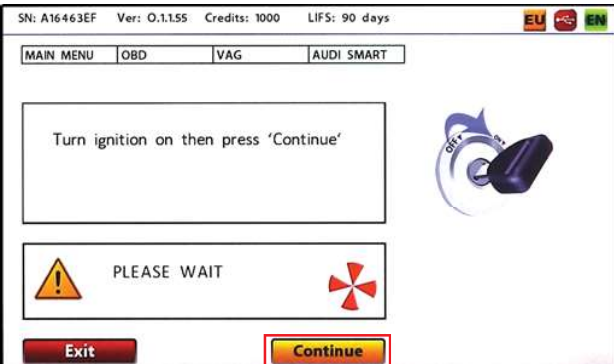 SN: A16463EF Ver: O.1.1.55 Credits: 1000 LIFS: 90 days EU EN
MAIN MENU OBD VAG AUDI SMART
Turn ignition on then press ‘Continue’
OFF ON
PLEASE WAIT
Exit Continue